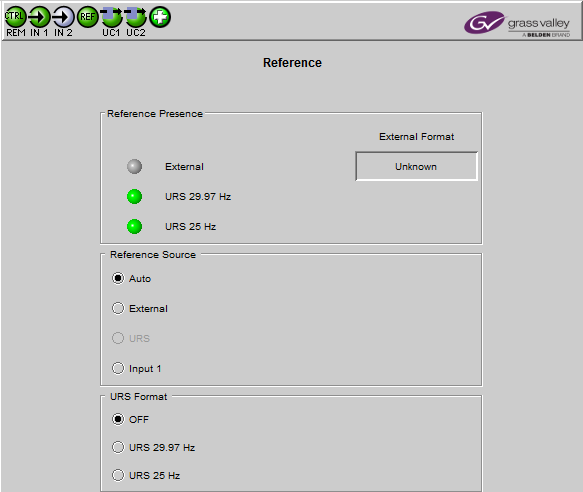 CTRL REF
REM IN 1 IN 2 UC1 UC2
grass valley
A BELDEN BRAND
Reference
Reference Presence
External Format
External
Unknown
URS 29.97 Hz
URS 25 Hz
Reference Source
Auto
External
URS
Input 1
URS Format
OFF
URS 29.97 Hz
URS 25 Hz